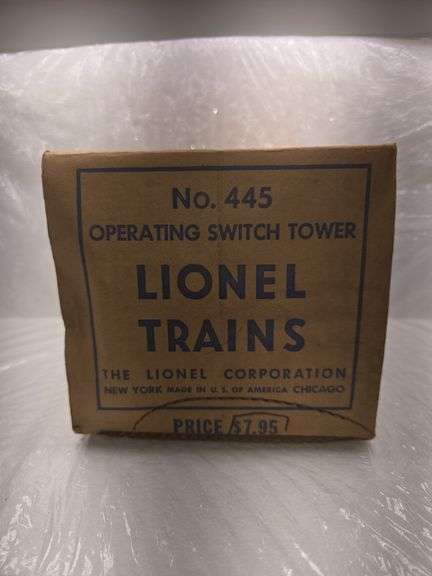 No. 445
OPERATING SWITCH TOWER
LIONEL
TRAINS
THE LIONEL CORPORATION
NEW YORK MADE IN U. S. OF AMERICA CHICAGO
PRICE $7.95